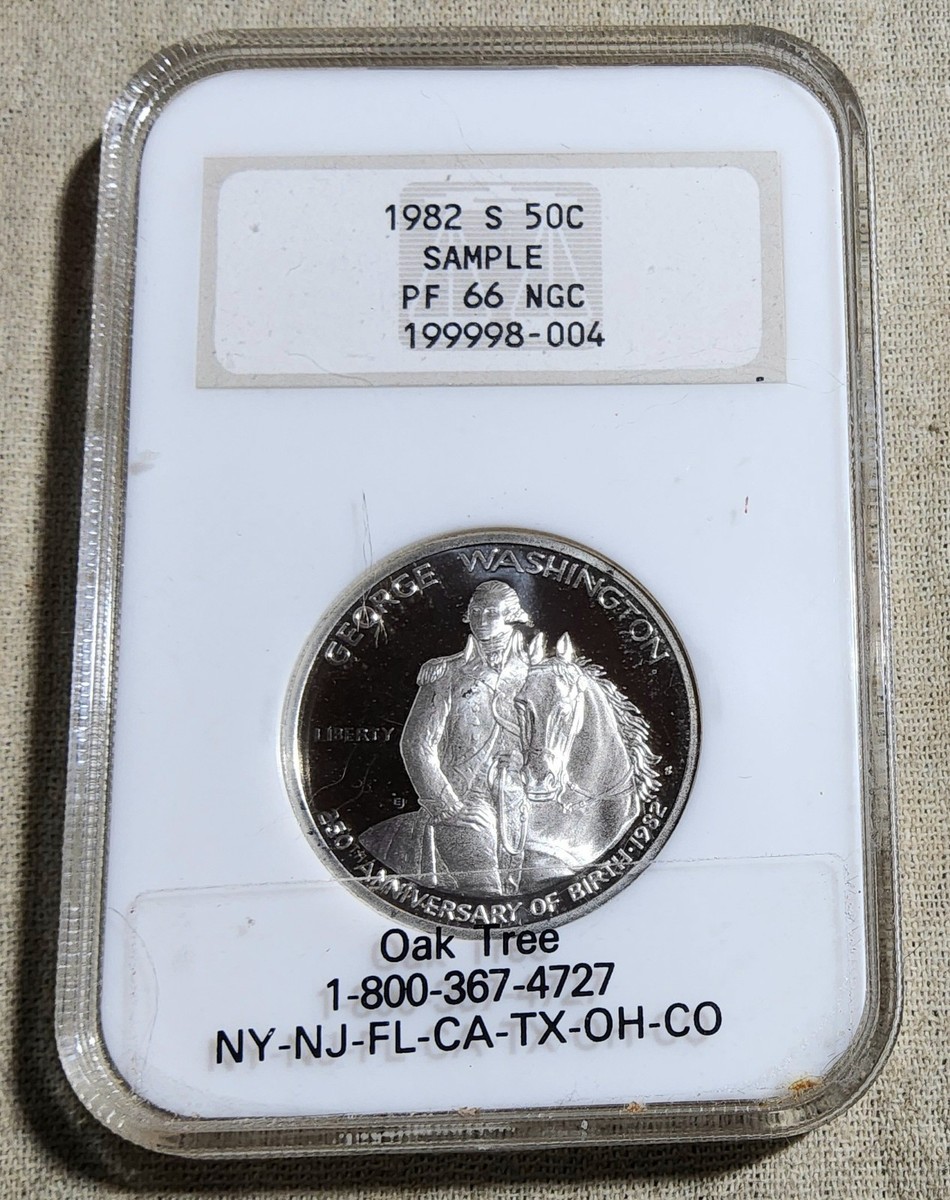 1982 S 50C
SAMPLE
PF 66 NGC
199998-004
GEORGE WASHINGTON
LIBERTY
EJ
S
250TH ANNIVERSARY OF BIRTH·1982
Oak Tree
1-800-367-4727
NY-NJ-FL-CA-TX-OH-CO